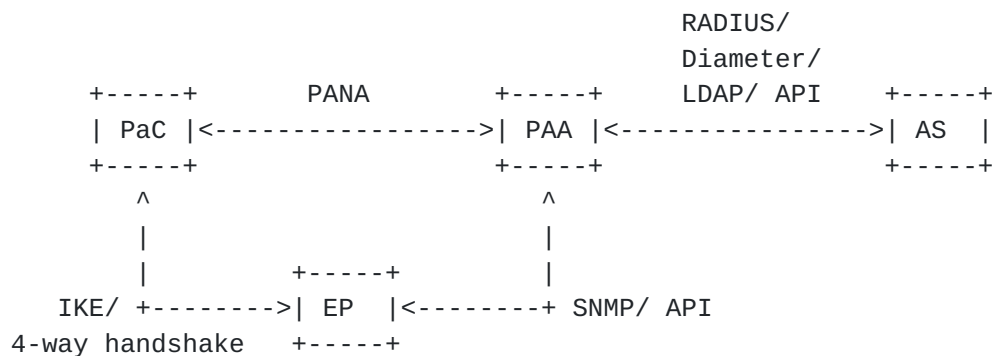 RADIUS/
Diameter/
PANA LDAP/ API
PaC PAA AS
IKE/ EP SNMP/ API
4-way handshake